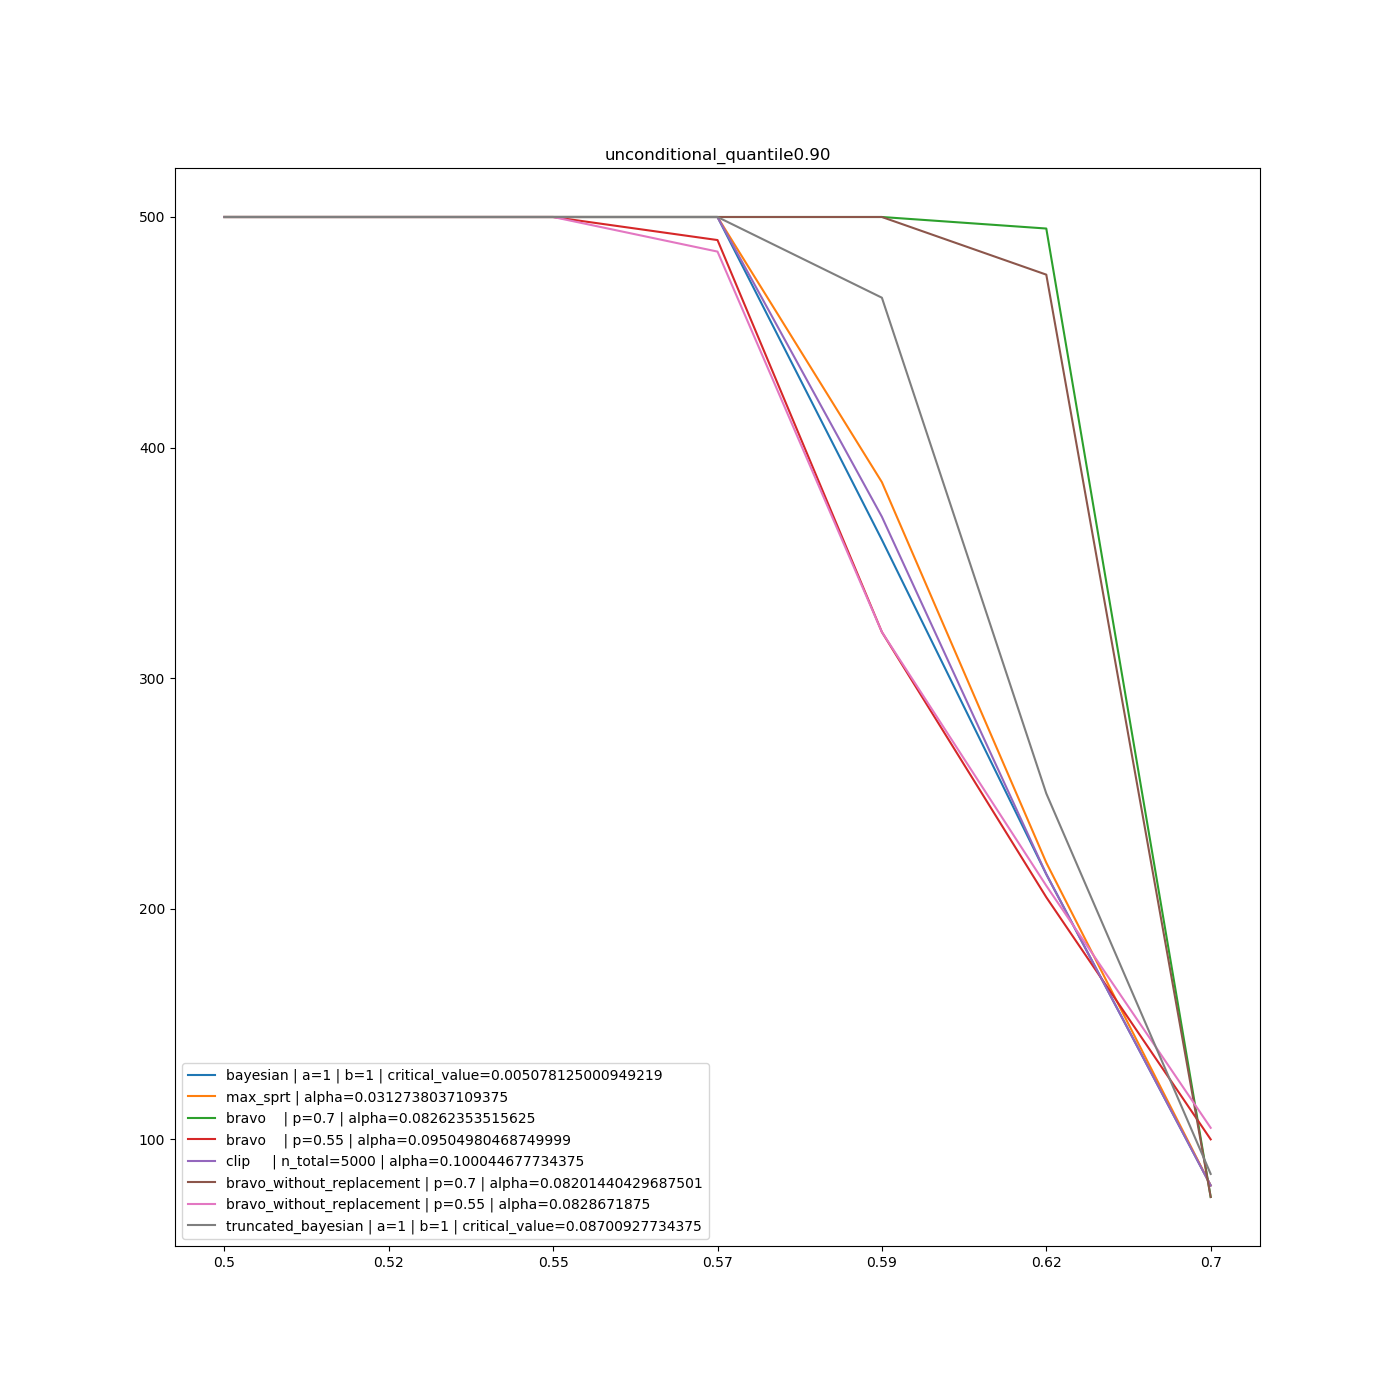 unconditional_quantile0.90
500
400
300
200
100
bayesian | a=1 | b=1 | critical_value=0.005078125000949219
max_sprt | alpha=0.0312738037109375
bravo    | p=0.7 | alpha=0.08262353515625
bravo    | p=0.55 | alpha=0.09504980468749999
clip     | n_total=5000 | alpha=0.100044677734375
bravo_without_replacement | p=0.7 | alpha=0.08201440429687501
bravo_without_replacement | p=0.55 | alpha=0.0828671875
truncated_bayesian | a=1 | b=1 | critical_value=0.08700927734375
0.5 0.52 0.55 0.57 0.59 0.62 0.7